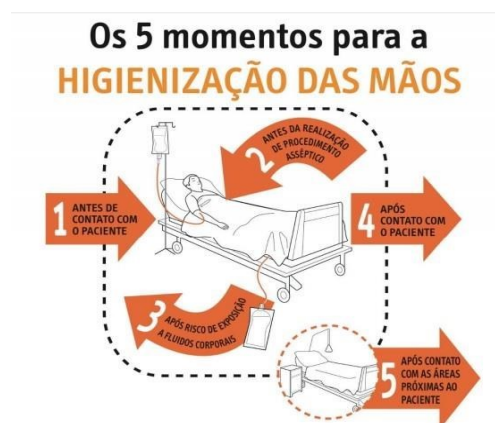 Os 5 momentos para a
HIGIENIZAÇÃO DAS MÃOS
1
ANTES DE
CONTATO COM
O PACIENTE
2
ANTES DA REALIZAÇÃO
DE PROCEDIMENTO
ASSÉPTICO
3
APÓS RISCO DE EXPOSIÇÃO
A FLUIDOS CORPORAIS
4
APÓS
CONTATO COM
O PACIENTE
5
APÓS CONTATO
COM AS ÁREAS
PRÓXIMAS AO
PACIENTE